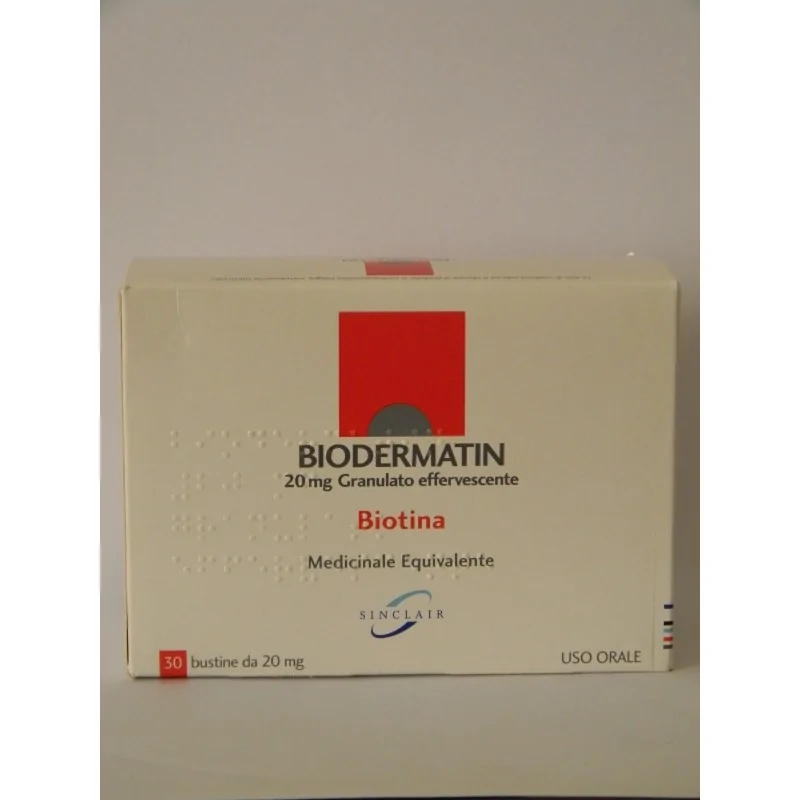 BIODERMATIN
20 mg Granulato effervescente
Biotina
Medicinale Equivalente
SINCLAIR
30 bustine da 20 mg
USO ORALE